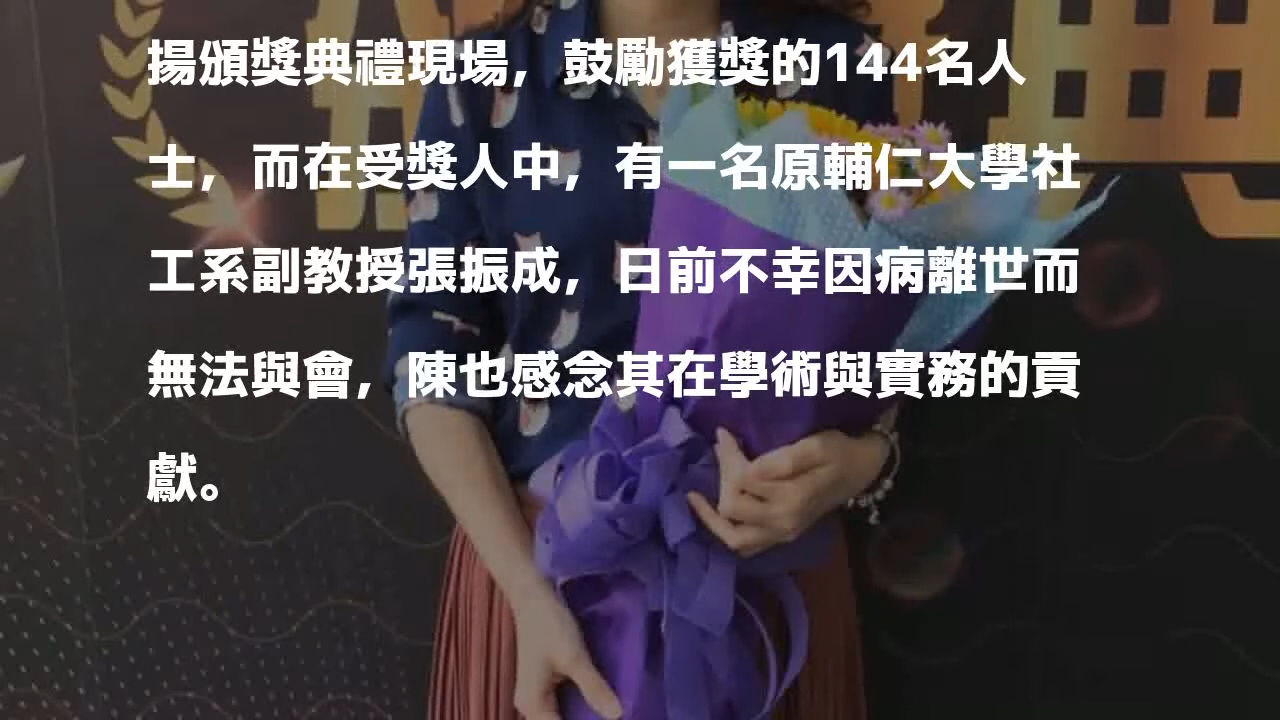 揚頒獎典禮現場，鼓勵獲獎的144名人
士，而在受獎人中，有一名原輔仁大學社
工系副教授張振成，日前不幸因病離世而
無法與會，陳也感念其在學術與實務的貢
獻。